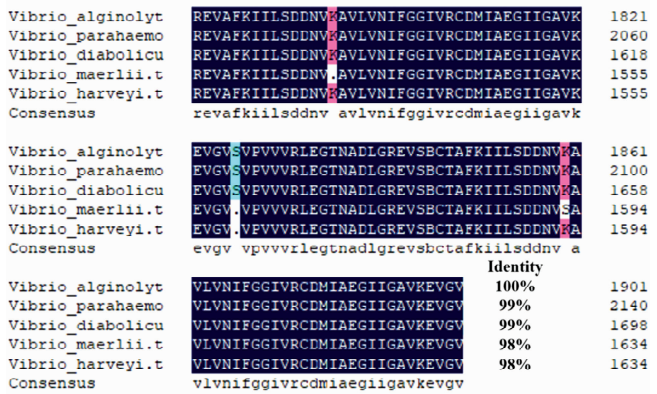 Vibrio_alginolyt REVAFKIILSDDNVKAVLVNIFGGIVRCDMIAEGIIGAVK 1821
Vibrio_parahaemo REVAFKIILSDDNVKAVLVNIFGGIVRCDMIAEGIIGAVK 2060
Vibrio_diabolicu REVAFKIILSDDNVKAVLVNIFGGIVRCDMIAEGIIGAVK 1618
Vibrio_maerlii.t REVAFKIILSDDNV.AVLVNIFGGIVRCDMIAEGIIGAVK 1555
Vibrio_harveyi.t REVAFKIILSDDNVKAVLVNIFGGIVRCDMIAEGIIGAVK 1555
Consensus revafkiilsddnv avlvnifggivrcdmiaegiigavk
Vibrio_alginolyt EVGVSVPVVVRLEGTNADLGREVSBCTAFKIILSDDNVKA 1861
Vibrio_parahaemo EVGVSVPVVVRLEGTNADLGREVSBCTAFKIILSDDNVKA 2100
Vibrio_diabolicu EVGVSVPVVVRLEGTNADLGREVSBCTAFKIILSDDNVKA 1658
Vibrio_maerlii.t EVGV.VPVVVRLEGTNADLGREVSBCTAFKIILSDDNVSA 1594
Vibrio_harveyi.t EVGV.VPVVVRLEGTNADLGREVSBCTAFKIILSDDNVKA 1594
Consensus evgv vpvvvrlegtnadlgrevsbctafkiilsddnv a
Identity
Vibrio_alginolyt VLVNIFGGIVRCDMIAEGIIGAVKEVGV 100% 1901
Vibrio_parahaemo VLVNIFGGIVRCDMIAEGIIGAVKEVGV 99% 2140
Vibrio_diabolicu VLVNIFGGIVRCDMIAEGIIGAVKEVGV 99% 1698
Vibrio_maerlii.t VLVNIFGGIVRCDMIAEGIIGAVKEVGV 98% 1634
Vibrio_harveyi.t VLVNIFGGIVRCDMIAEGIIGAVKEVGV 98% 1634
Consensus vlvnifggivrcdmiaegiigavkevgv